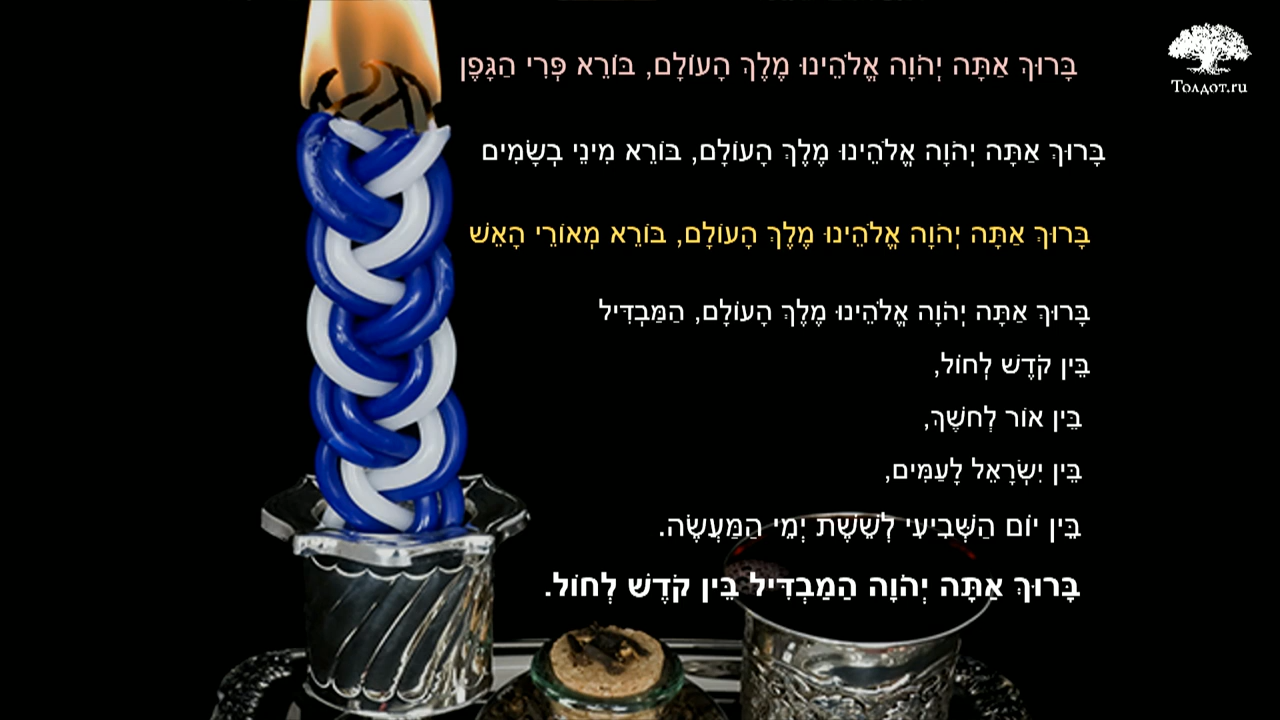 בָּרוּךְ אַתָּה יְהֹוָה אֱלֹהֵינוּ מֶלֶךְ הָעוֹלָם, בּוֹרֵא פְּרִי הַגָּפֶן
Толдот.ru
בָּרוּךְ אַתָּה יְהֹוָה אֱלֹהֵינוּ מֶלֶךְ הָעוֹלָם, בּוֹרֵא מִינֵי בְשָׂמִים
בָּרוּךְ אַתָּה יְהֹוָה אֱלֹהֵינוּ מֶלֶךְ הָעוֹלָם, בּוֹרֵא מְאוֹרֵי הָאֵשׁ
בָּרוּךְ אַתָּה יְהֹוָה אֱלֹהֵינוּ מֶלֶךְ הָעוֹלָם, הַמַּבְדִּיל
בֵּין קֹדֶשׁ לְחוֹל,
בֵּין אוֹר לְחֹשֶׁךְ,
בֵּין יִשְׂרָאֵל לָעַמִּים,
בֵּין יוֹם הַשְּׁבִיעִי לְשֵׁשֶׁת יְמֵי הַמַּעֲשֶׂה.
בָּרוּךְ אַתָּה יְהֹוָה הַמַּבְדִּיל בֵּין קֹדֶשׁ לְחוֹל.